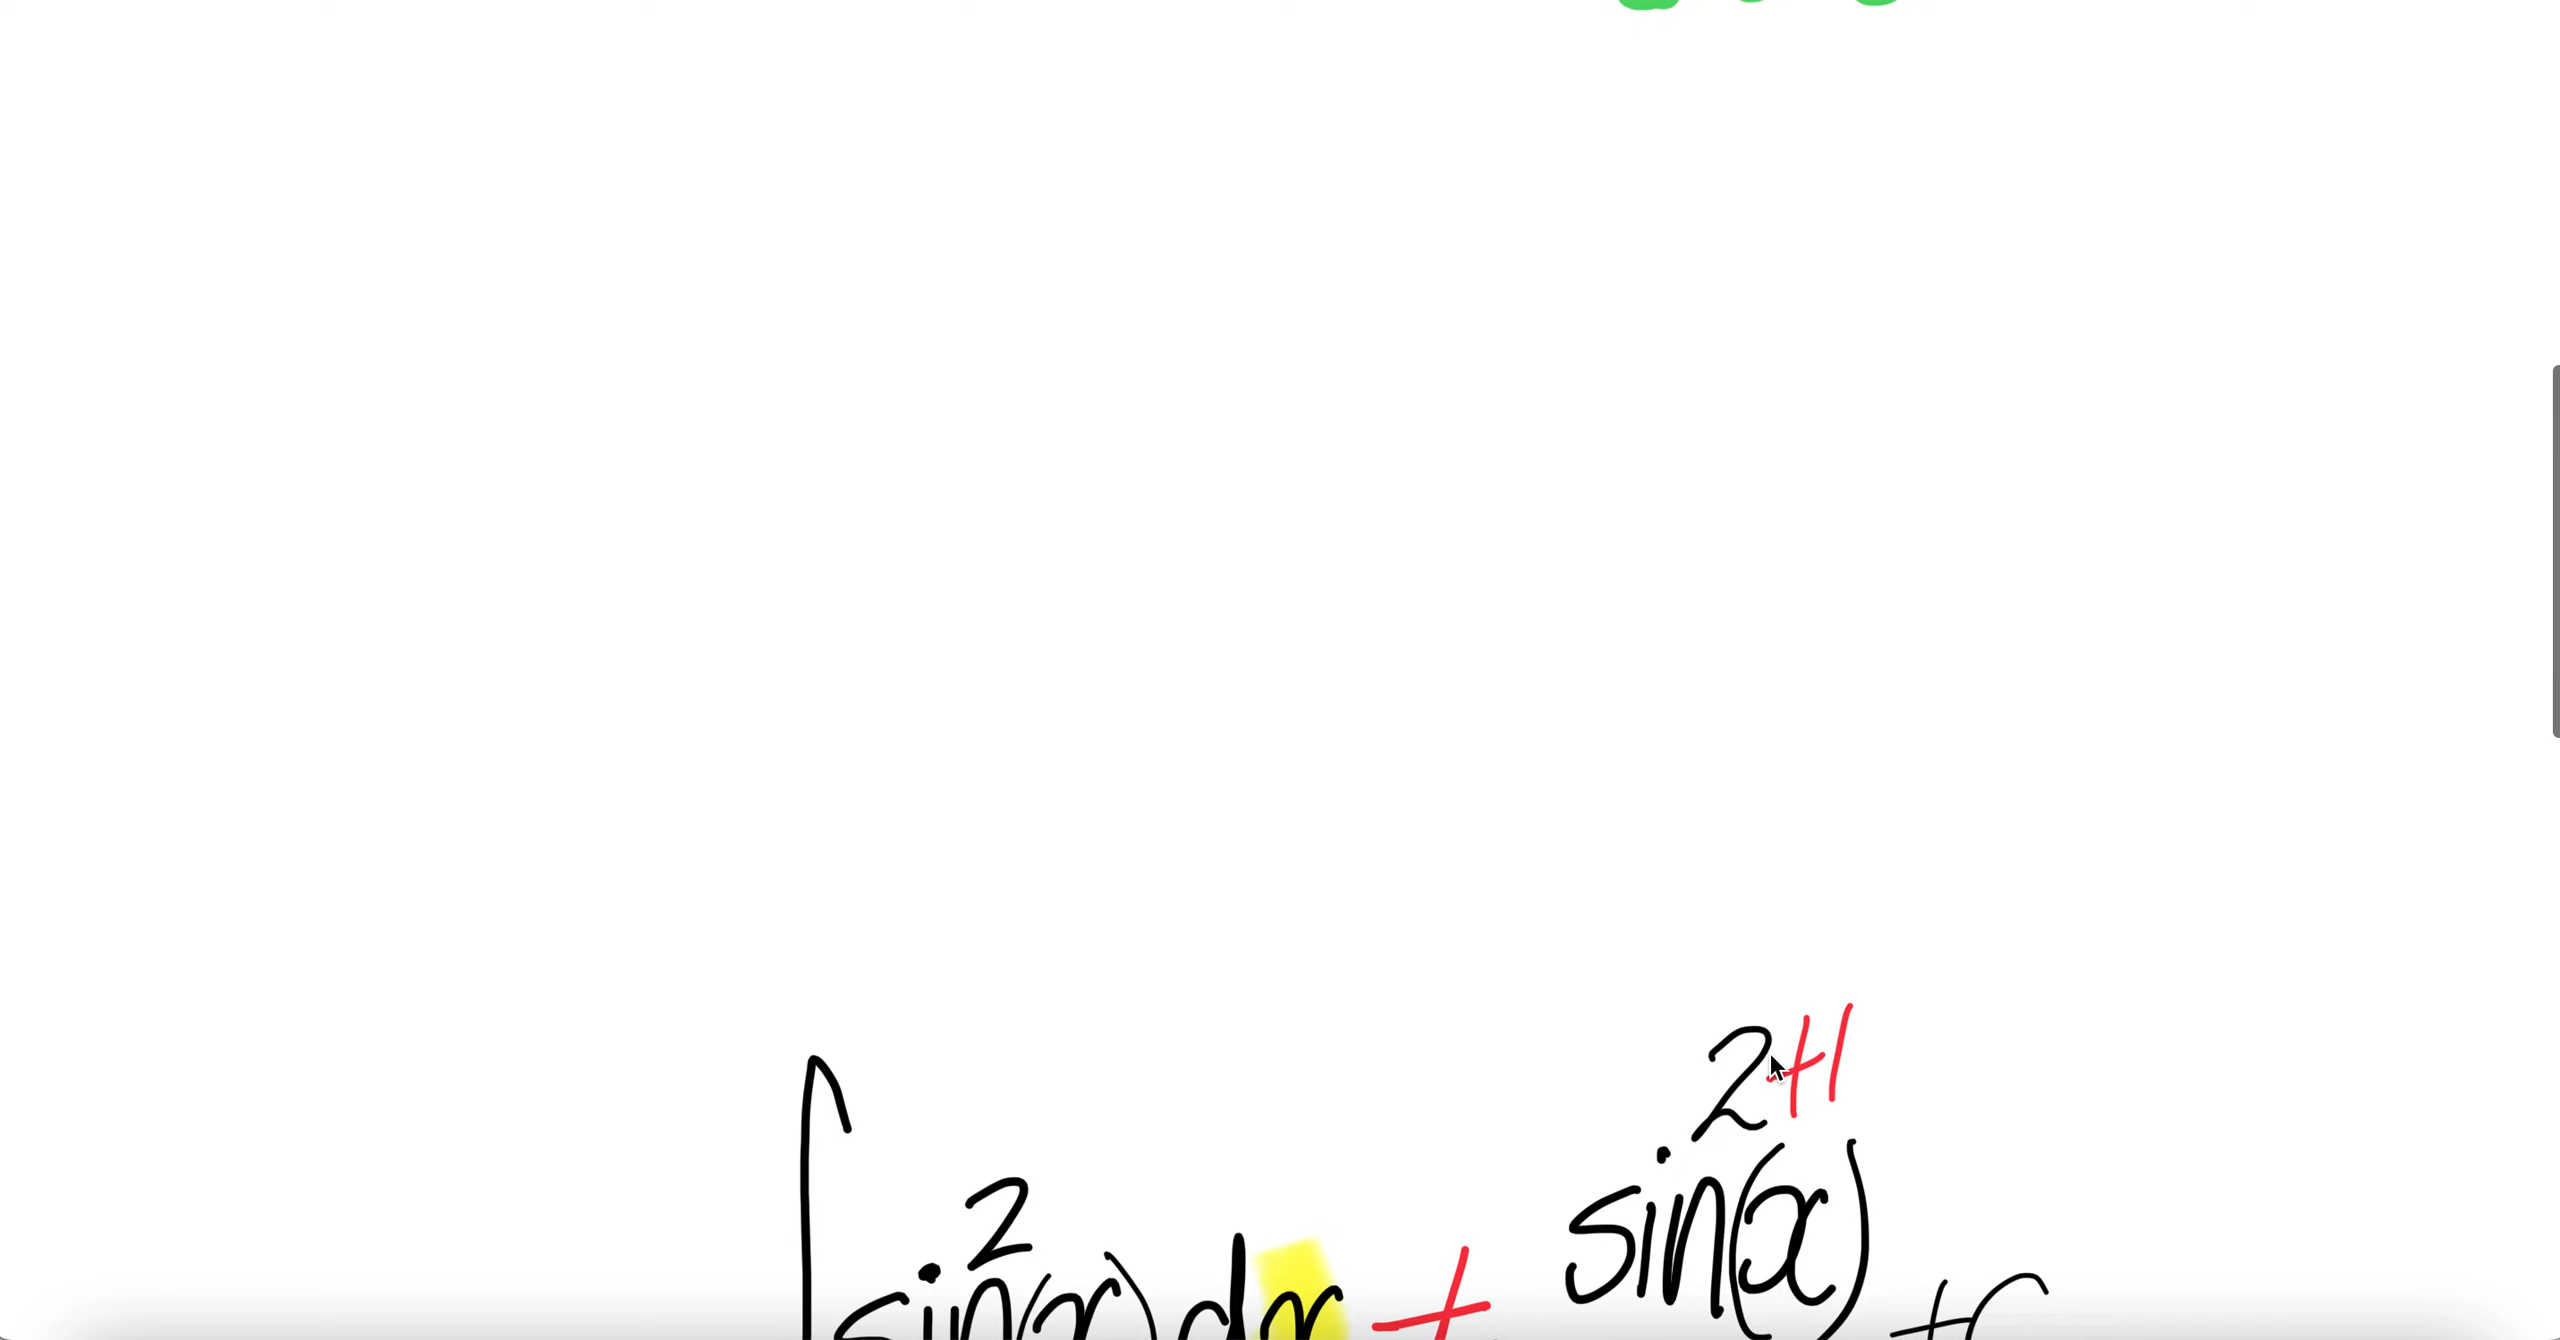 2+1
∫sin²(x)dx + sin(x) +C